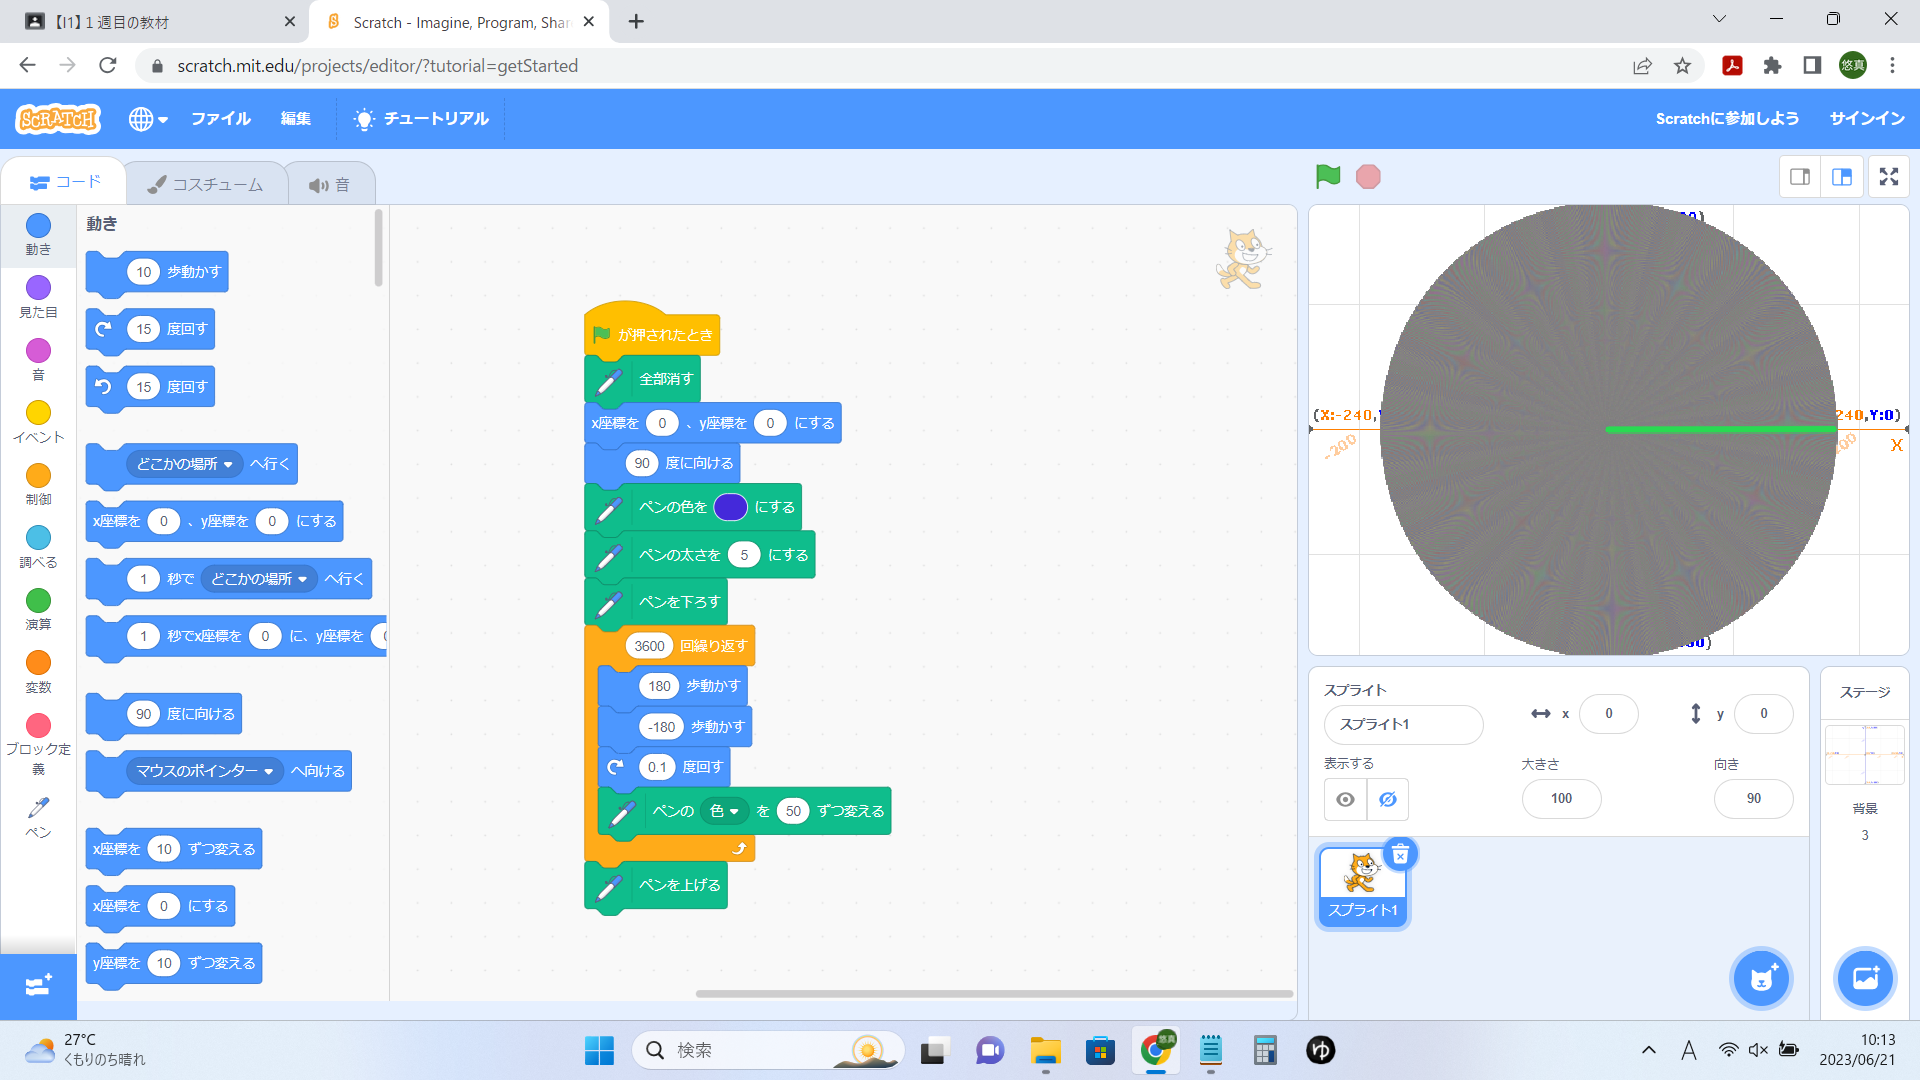 【I1】１週目の教材
Scratch - Imagine, Program, Shar
scratch.mit.edu/projects/editor/?tutorial=getStarted
悠真
SCRATCH
ファイル
編集
チュートリアル
Scratchに参加しよう
サインイン
コード
コスチューム
音
動き
見た目
音
イベント
制御
調べる
演算
変数
ブロック定
義
ペン
動き
10 歩動かす
15 度回す
15 度回す
どこかの場所 へ行く
x座標を 0 、y座標を 0 にする
1 秒で どこかの場所 へ行く
1 秒でx座標を 0 に、y座標を
90 度に向ける
マウスのポインター へ向ける
x座標を 10 ずつ変える
x座標を 0 にする
y座標を 10 ずつ変える
が押されたとき
全部消す
x座標を 0 、y座標を 0 にする
90 度に向ける
ペンの色を にする
ペンの太さを 5 にする
ペンを下ろす
3600 回繰り返す
180 歩動かす
-180 歩動かす
0.1 度回す
ペンの 色 を 50 ずつ変える
ペンを上げる
(X:-240,
240,Y:0)
-200
X
スプライト
スプライト1
x 0
y 0
表示する
大きさ
100
向き
90
スプライト1
ステージ
背景
3
27°C
くもりのち晴れ
検索
悠真
ゆ
A
10:13
2023/06/21